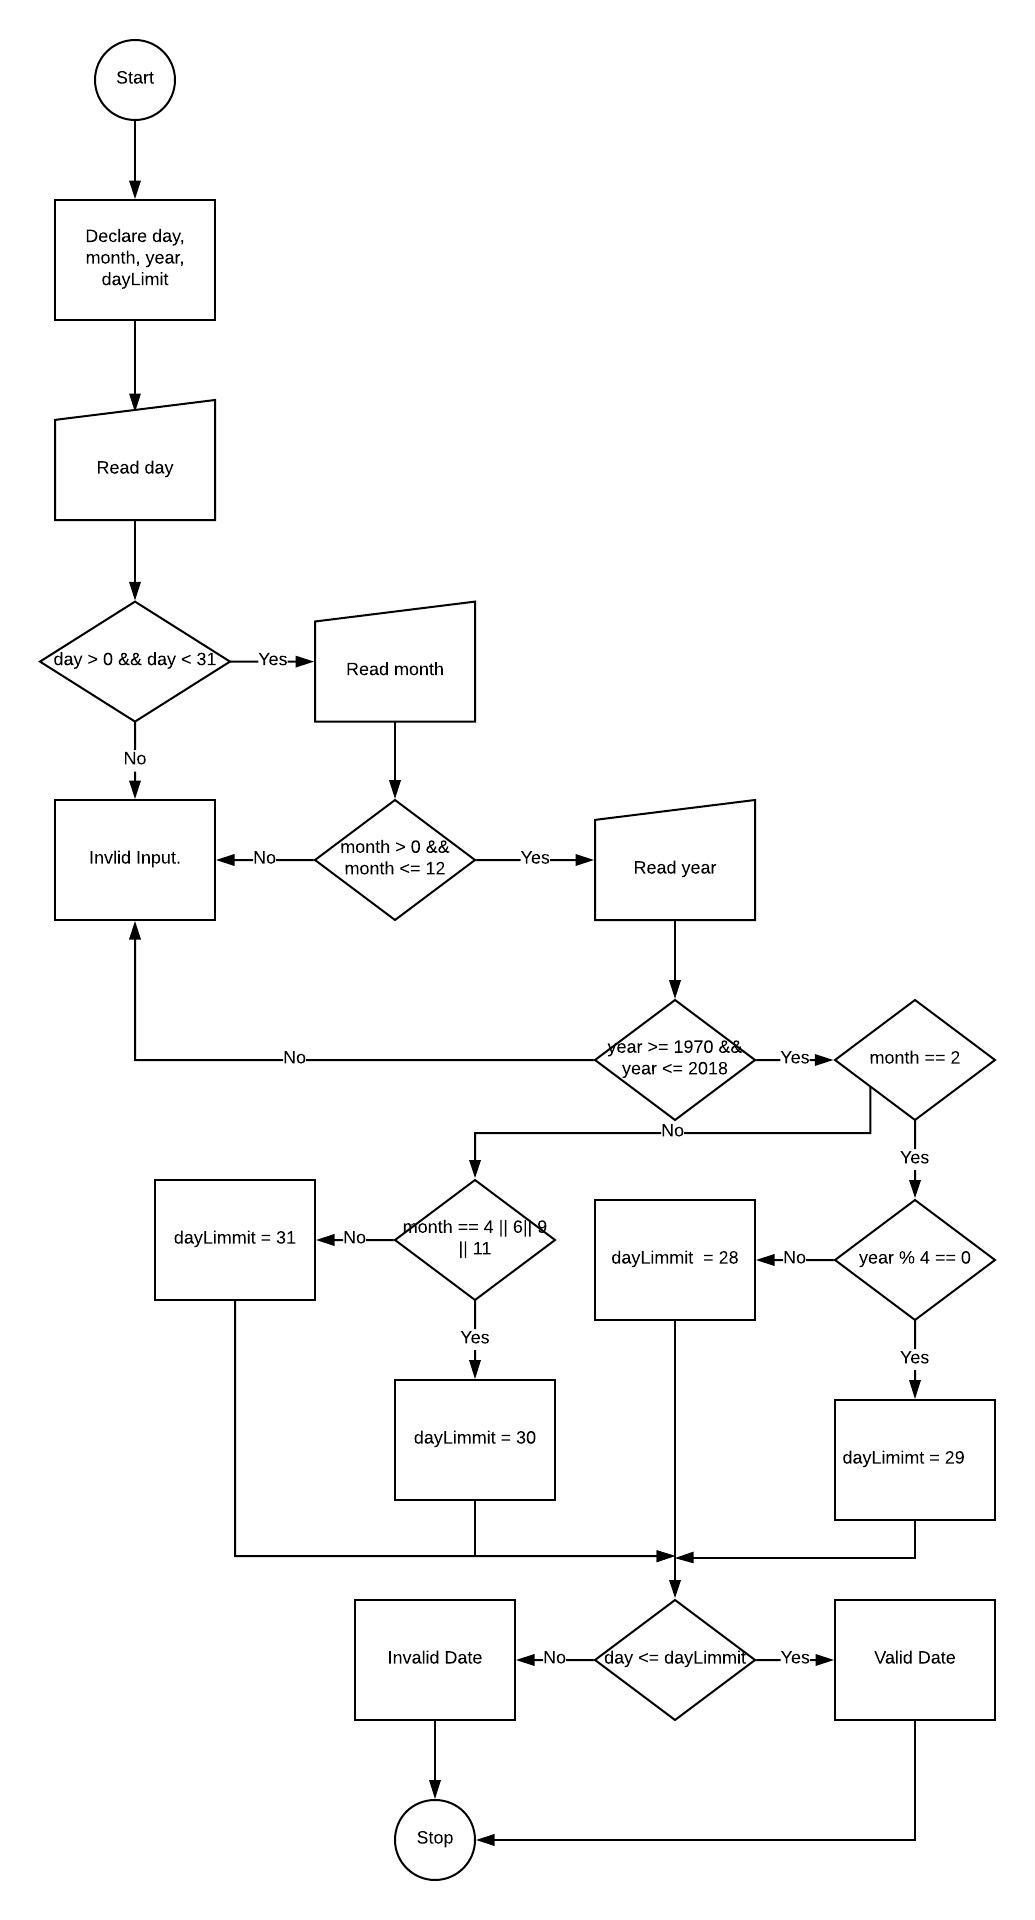 Start
Declare day,
month, year,
dayLimit
Read day
day > 0 && day < 31
Yes
Read month
No
Invlid Input.
No
month > 0 &&
month <= 12
Yes
Read year
No
year >= 1970 &&
year <= 2018
Yes
month == 2
No
Yes
dayLimmit = 31
No
month == 4 || 6|| 9
|| 11
dayLimmit  = 28
No
year % 4 == 0
Yes
Yes
dayLimmit = 30
dayLimimt = 29
Invalid Date
No
day <= dayLimmit
Yes
Valid Date
Stop